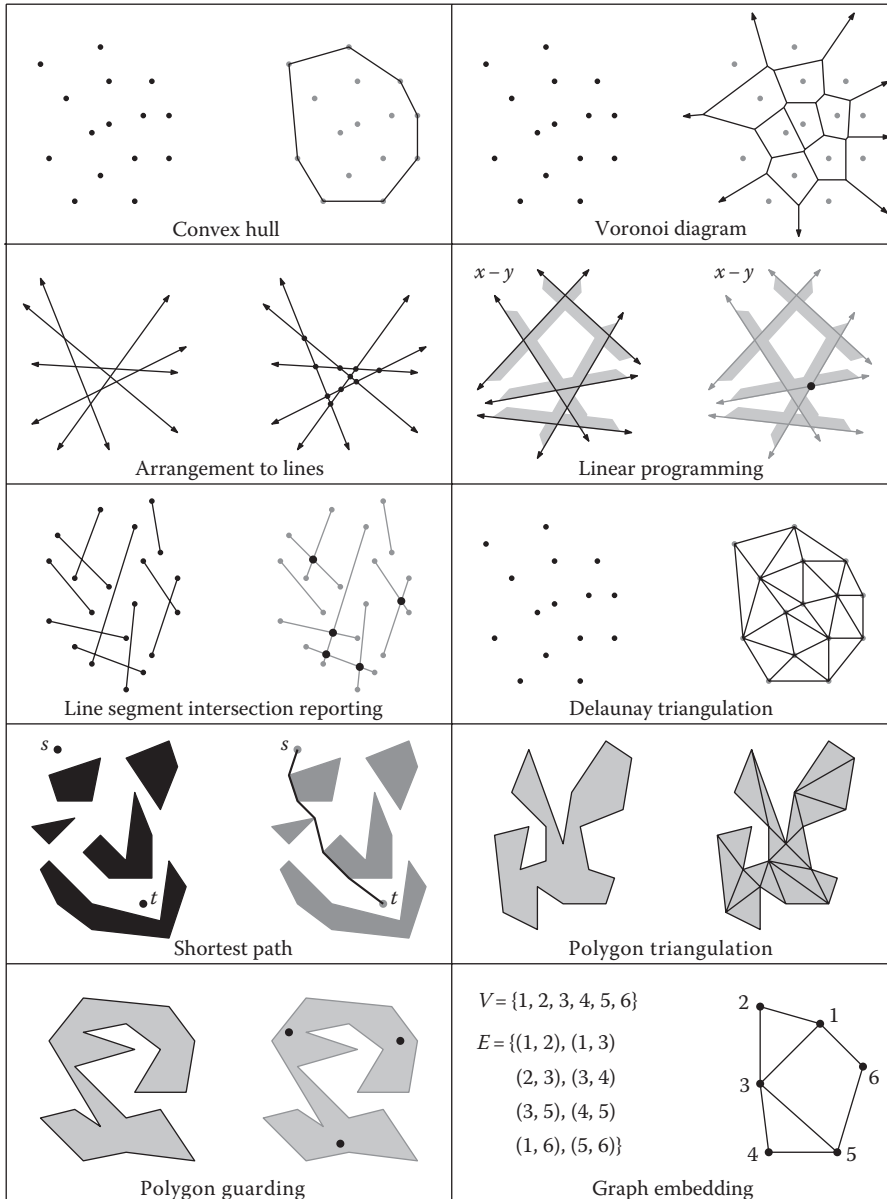 Convex hull
Voronoi diagram
x – y
x – y
Arrangement to lines
Linear programming
Line segment intersection reporting
Delaunay triangulation
s
t
s
t
Shortest path
Polygon triangulation
Polygon guarding
V = {1, 2, 3, 4, 5, 6}
E = {(1, 2), (1, 3)
(2, 3), (3, 4)
(3, 5), (4, 5)
(1, 6), (5, 6)}
2
1
6
3
4
5
Graph embedding